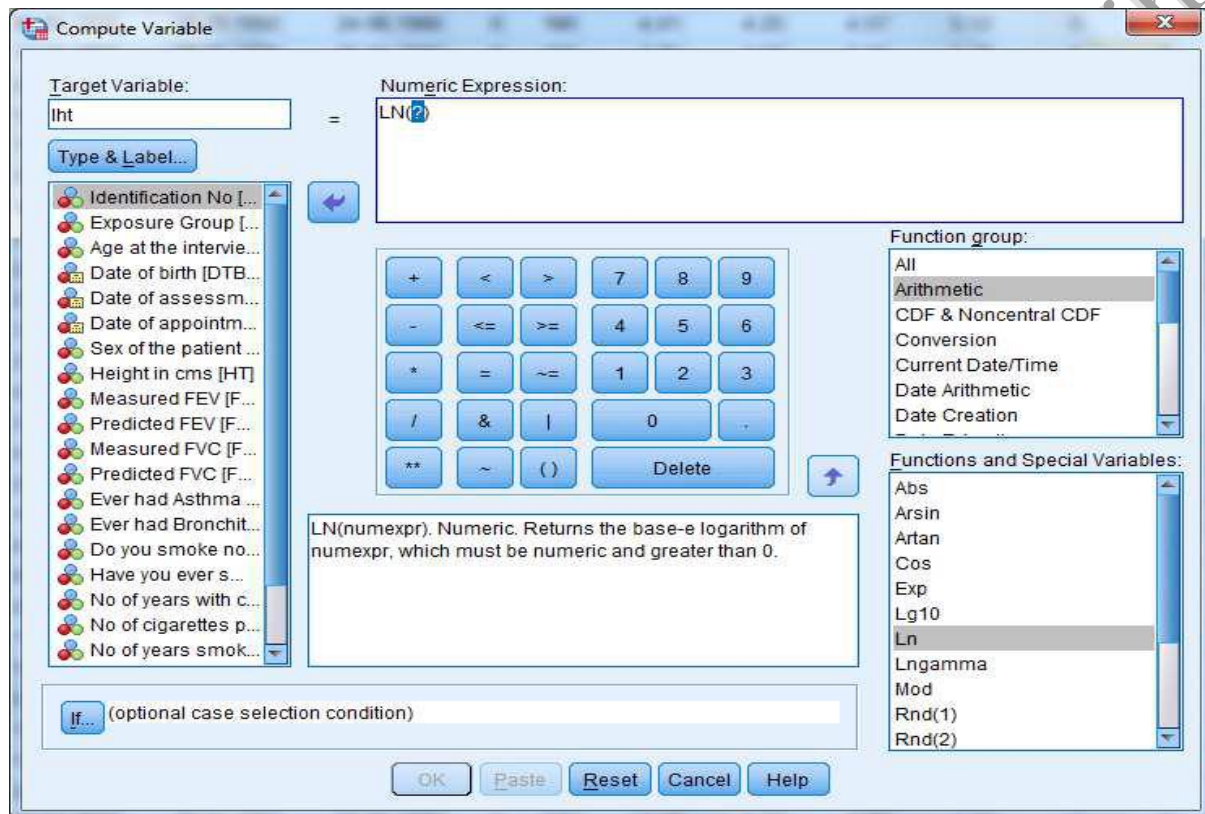 Compute Variable
Target Variable:
lht
=
Numeric Expression:
LN(?)
Type & Label...
Identification No [...
Exposure Group [...
Age at the intervie...
Date of birth [DTB...
Date of assessm...
Date of appointm...
Sex of the patient ...
Height in cms [HT]
Measured FEV [F...
Predicted FEV [F...
Measured FVC [F...
Predicted FVC [F...
Ever had Asthma ...
Ever had Bronchit...
Do you smoke no...
Have you ever s...
No of years with c...
No of cigarettes p...
No of years smok...
+ < > 7 8 9
- <= >= 4 5 6
* = ~= 1 2 3
/ & | 0 .
** ~ ( ) Delete
LN(numexpr). Numeric. Returns the base-e logarithm of
numexpr, which must be numeric and greater than 0.
Function group:
All
Arithmetic
CDF & Noncentral CDF
Conversion
Current Date/Time
Date Arithmetic
Date Creation
Functions and Special Variables:
Abs
Arsin
Artan
Cos
Exp
Lg10
Ln
Lngamma
Mod
Rnd(1)
Rnd(2)
If... (optional case selection condition)
OK Paste Reset Cancel Help